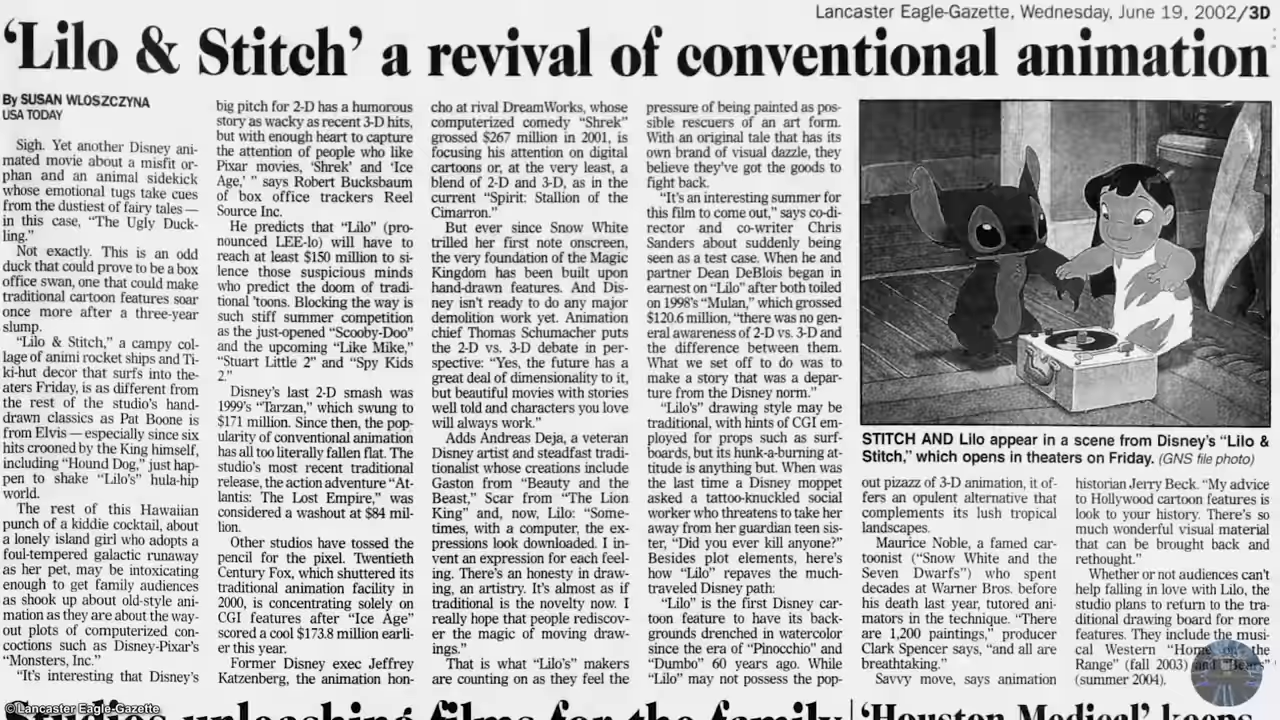 Lancaster Eagle-Gazette, Wednesday, June 19, 2002/3D
‘Lilo & Stitch’ a revival of conventional animation
By SUSAN WLOSZCZYNA
USA TODAY
Sigh. Yet another Disney ani-
mated movie about a misfit or-
phan and an animal sidekick
whose emotional tugs take cues
from the dustiest of fairy tales —
in this case, “The Ugly Duck-
ling.”
Not exactly. This is an odd
duck that could prove to be a box
office swan, one that could make
traditional cartoon features soar
once more after a three-year
slump.
“Lilo & Stitch,” a campy col-
lage of animi rocket ships and Ti-
ki-hut decor that surfs into the-
aters Friday, is as different from
the rest of the studio’s hand-
drawn classics as Pat Boone is
from Elvis — especially since six
hits crooned by the King himself,
including “Hound Dog,” just hap-
pen to shake “Lilo’s” hula-hip
world.
The rest of this Hawaiian
punch of a kiddie cocktail, about
a lonely island girl who adopts a
foul-tempered galactic runaway
as her pet, may be intoxicating
enough to get family audiences
as shook up about old-style ani-
mation as they are about the way-
out plots of computerized con-
coctions such as Disney-Pixar’s
“Monsters, Inc.”
“It’s interesting that Disney’s
big pitch for 2-D has a humorous
story as wacky as recent 3-D hits,
but with enough heart to capture
the attention of people who like
Pixar movies, ‘Shrek’ and ‘Ice
Age,’ ” says Robert Bucksbaum
of box office trackers Reel
Source Inc.
He predicts that “Lilo” (pro-
nounced LEE-lo) will have to
reach at least $150 million to si-
lence those suspicious minds
who predict the doom of tradi-
tional ’toons. Blocking the way is
such stiff summer competition
as the just-opened “Scooby-Doo”
and the upcoming “Like Mike,”
“Stuart Little 2” and “Spy Kids
2.”
Disney’s last 2-D smash was
1999’s “Tarzan,” which swung to
$171 million. Since then, the pop-
ularity of conventional animation
has all too literally fallen flat. The
studio’s most recent traditional
release, the action adventure “At-
lantis: The Lost Empire,” was
considered a washout at $84 mil-
lion.
Other studios have tossed the
pencil for the pixel. Twentieth
Century Fox, which shuttered its
traditional animation facility in
2000, is concentrating solely on
CGI features after “Ice Age”
scored a cool $173.8 million earli-
er this year.
Former Disney exec Jeffrey
Katzenberg, the animation hon-
cho at rival DreamWorks, whose
computerized comedy “Shrek”
grossed $267 million in 2001, is
focusing his attention on digital
cartoons or, at the very least, a
blend of 2-D and 3-D, as in the
current “Spirit: Stallion of the
Cimarron.”
But ever since Snow White
trilled her first note onscreen,
the very foundation of the Magic
Kingdom has been built upon
hand-drawn features. And Dis-
ney isn’t ready to do any major
demolition work yet. Animation
chief Thomas Schumacher puts
the 2-D vs. 3-D debate in per-
spective: “Yes, the future has a
great deal of dimensionality to it,
but beautiful movies with stories
well told and characters you love
will always work.”
Adds Andreas Deja, a veteran
Disney artist and steadfast tradi-
tionalist whose creations include
Gaston from “Beauty and the
Beast,” Scar from “The Lion
King” and, now, Lilo: “Some-
times, with a computer, the ex-
pressions look downloaded. I in-
vent an expression for each feel-
ing. There’s an honesty in draw-
ing, an artistry. It’s almost as if
traditional is the novelty now. I
really hope that people rediscov-
er the magic of moving draw-
ings.”
That is what “Lilo’s” makers
are counting on as they feel the
pressure of being painted as pos-
sible rescuers of an art form.
With an original tale that has its
own brand of visual dazzle, they
believe they’ve got the goods to
fight back.
“It’s an interesting summer for
this film to come out,” says co-di-
rector and co-writer Chris
Sanders about suddenly being
seen as a test case. When he and
partner Dean DeBlois began in
earnest on “Lilo” after both toiled
on 1998’s “Mulan,” which grossed
$120.6 million, “there was no gen-
eral awareness of 2-D vs. 3-D and
the difference between them.
What we set off to do was to
make a story that was a depar-
ture from the Disney norm.”
“Lilo’s” drawing style may be
traditional, with hints of CGI em-
ployed for props such as surf-
boards, but its hunk-a-burning at-
titude is anything but. When was
the last time a Disney moppet
asked a tattoo-knuckled social
worker who threatens to take her
away from her guardian teen sis-
ter, “Did you ever kill anyone?”
Besides plot elements, here’s
how “Lilo” repaves the much-
traveled Disney path:
“Lilo” is the first Disney car-
toon feature to have its back-
grounds drenched in watercolor
since the era of “Pinocchio” and
“Dumbo” 60 years ago. While
“Lilo” may not possess the pop-
STITCH AND Lilo appear in a scene from Disney’s “Lilo &
Stitch,” which opens in theaters on Friday. (GNS file photo)
out pizazz of 3-D animation, it of-
fers an opulent alternative that
complements its lush tropical
landscapes.
Maurice Noble, a famed car-
toonist (“Snow White and the
Seven Dwarfs”) who spent
decades at Warner Bros. before
his death last year, tutored ani-
mators in the technique. “There
are 1,200 paintings,” producer
Clark Spencer says, “and all are
breathtaking.”
Savvy move, says animation
historian Jerry Beck. “My advice
to Hollywood cartoon features is
look to your history. There’s so
much wonderful visual material
that can be brought back and
rethought.”
Whether or not audiences can’t
help falling in love with Lilo, the
studio plans to return to the tra-
ditional drawing board for more
features. They include the musi-
cal Western “Home on the
Range” (fall 2003) and “Bears”
(summer 2004).
©Lancaster Eagle-Gazette
Studios unleashing films for the family
‘Houston Medical’ keeps